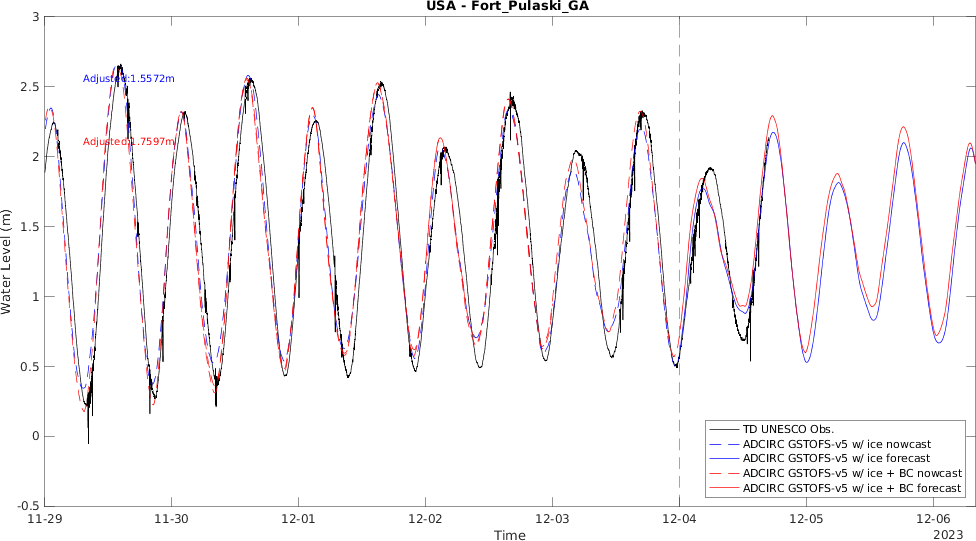 USA - Fort_Pulaski_GA
3
2.5
2
1.5
1
0.5
0
-0.5
Water Level (m)
Adjusted:1.5572m
Adjusted:1.7597m
TD UNESCO Obs.
ADCIRC GSTOFS-v5 w/ ice nowcast
ADCIRC GSTOFS-v5 w/ ice forecast
ADCIRC GSTOFS-v5 w/ ice + BC nowcast
ADCIRC GSTOFS-v5 w/ ice + BC forecast
11-29 11-30 12-01 12-02 12-03 12-04 12-05 12-06
Time
2023